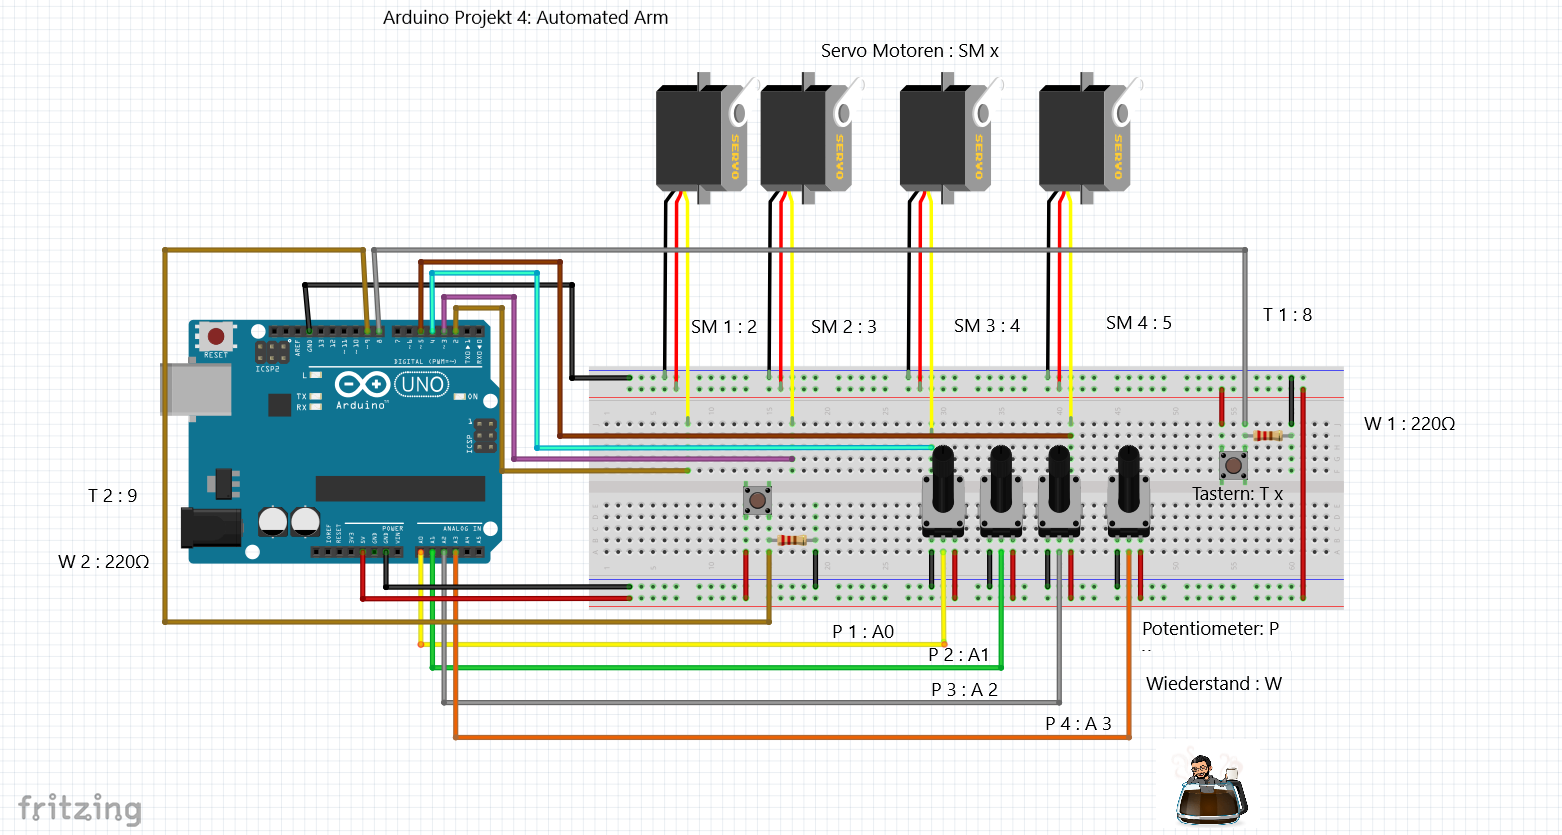 Arduino Projekt 4: Automated Arm
Servo Motoren : SM x
SERVO
SERVO
SERVO
SERVO
SM 1 : 2
SM 2 : 3
SM 3 : 4
SM 4 : 5
T 1 : 8
RESET
ICSP2
AREF
GND
13
12
~11
~10
~9
8
7
~6
~5
4
~3
2
TXD▶1
RXD◀0
DIGITAL (PWM=~)
L
TX
RX
UNO
Arduino™
ON
1
ICSP
W 1 : 220Ω
T 2 : 9
Tastern: T x
W 2 : 220Ω
IOREF
RESET
3V3
5V
GND
GND
VIN
POWER
ANALOG IN
A0
A1
A2
A3
A4
A5
P 1 : A0
Potentiometer: P
P 2 : A1
P 3 : A 2
Wiederstand : W
P 4 : A 3
fritzing